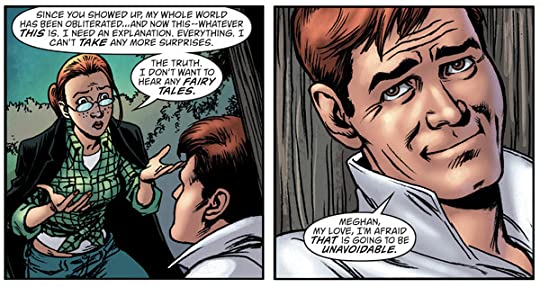 SINCE YOU SHOWED UP, MY WHOLE WORLD
HAS BEEN OBLITERATED...AND NOW THIS--WHATEVER
THIS IS. I NEED AN EXPLANATION. EVERYTHING. I
CAN'T TAKE ANY MORE SURPRISES.
THE TRUTH.
I DON'T WANT TO
HEAR ANY FAIRY
TALES.
MEGHAN,
MY LOVE, I'M AFRAID
THAT IS GOING TO BE
UNAVOIDABLE.